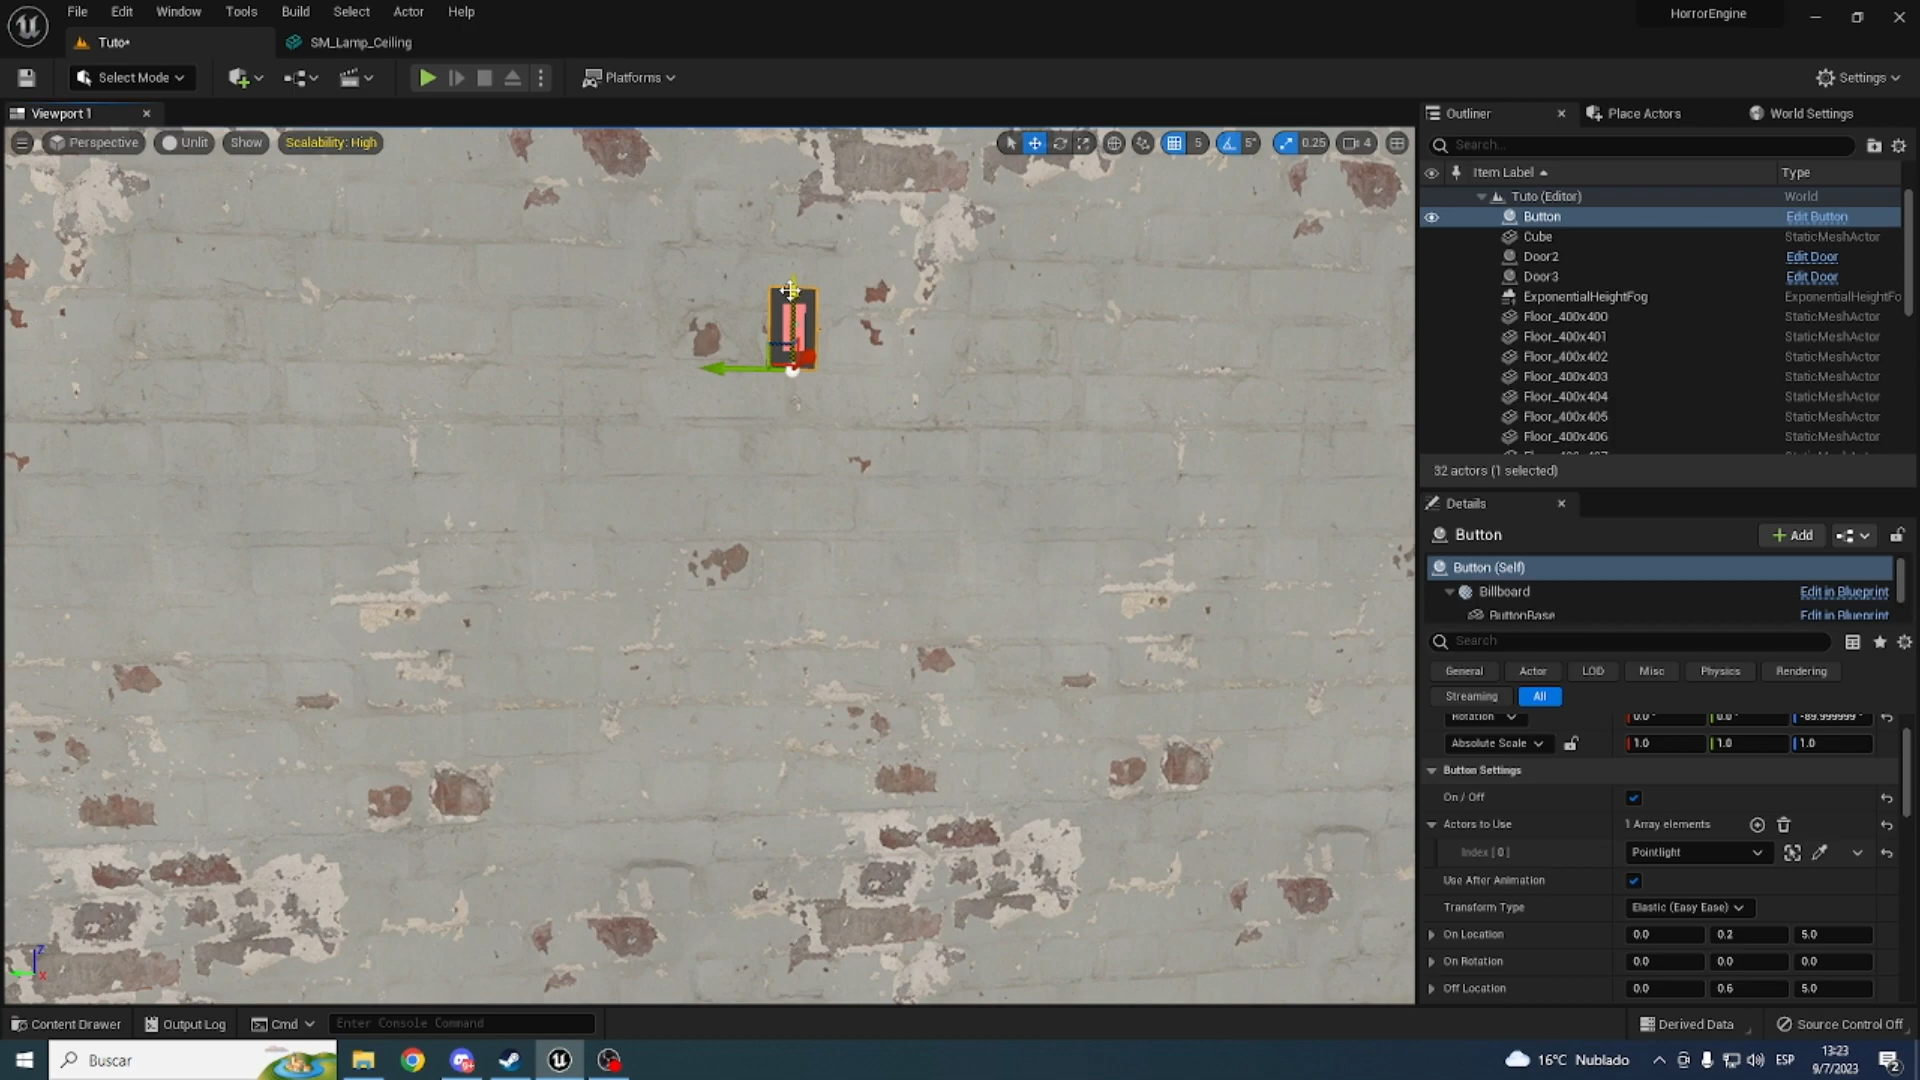 File Edit Window Tools Build Select Actor Help
HorrorEngine
Tuto*
SM_Lamp_Ceiling
Select Mode
Platforms
Settings
Viewport 1
Perspective
Unlit
Show
Scalability: High
5
5°
0.25
4
Outliner
Place Actors
World Settings
Search...
Item Label
Type
Tuto (Editor) World
Button Edit Button
Cube StaticMeshActor
Door2 Edit Door
Door3 Edit Door
ExponentialHeightFog ExponentialHeightFo
Floor_400x400 StaticMeshActor
Floor_400x401 StaticMeshActor
Floor_400x402 StaticMeshActor
Floor_400x403 StaticMeshActor
Floor_400x404 StaticMeshActor
Floor_400x405 StaticMeshActor
Floor_400x406 StaticMeshActor
32 actors (1 selected)
Details
Button
Add
Button (Self)
Billboard Edit in Blueprint
ButtonBase Edit in Blueprint
Search
General Actor LOD Misc Physics Rendering
Streaming All
Rotation 0.0° 0.0° -89.999999°
Absolute Scale 1.0 1.0 1.0
Button Settings
On / Off
Actors to Use 1 Array elements
Index [ 0 ] Pointlight
Use After Animation
Transform Type Elastic (Easy Ease)
On Location 0.0 0.2 5.0
On Rotation 0.0 0.0 0.0
Off Location 0.0 0.6 5.0
Z
X
Content Drawer
Output Log
Cmd
Enter Console Command
Derived Data
Source Control Off
Buscar
16°C Nublado
ESP
13:23
9/7/2023
2